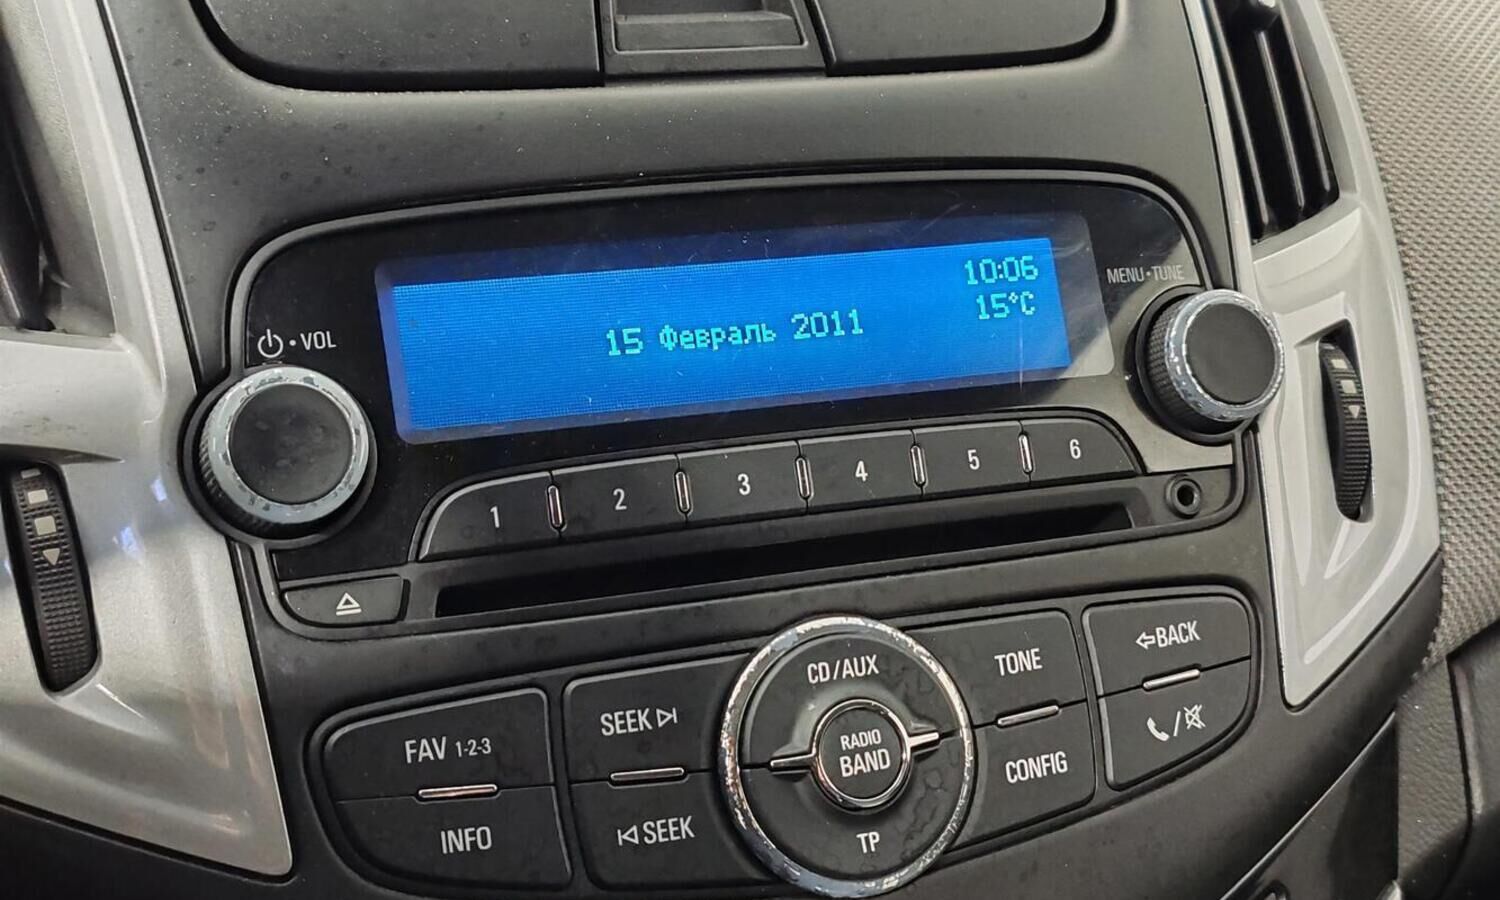 10:06
15°C
15 Февраль 2011
MENU•TUNE
•VOL
1
2
3
4
5
6
CD/AUX
RADIO
BAND
TP
TONE
BACK
SEEK
FAV 1-2-3
CONFIG
INFO
SEEK
/